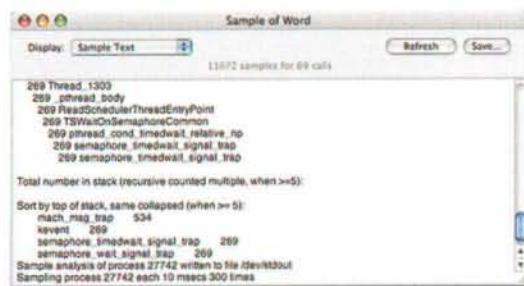 Sample of Word
Display: Sample Text Refresh Save...
11672 samples for 69 calls
269 Thread_1303
269 _pthread_body
269 ReadSchedulerThreadEntryPoint
269 TSWaitOnSemaphoreCommon
269 pthread_cond_timedwait_relative_np
269 semaphore_timedwait_signal_trap
269 semaphore_timedwait_signal_trap
Total number in stack (recursive counted multiple, when >=5):
Sort by top of stack, same collapsed (when >= 5):
mach_msg_trap 534
kevent 269
semaphore_timedwait_signal_trap 269
semaphore_wait_signal_trap 269
Sample analysis of process 27742 written to file /dev/stdout
Sampling process 27742 each 10 msecs 300 times